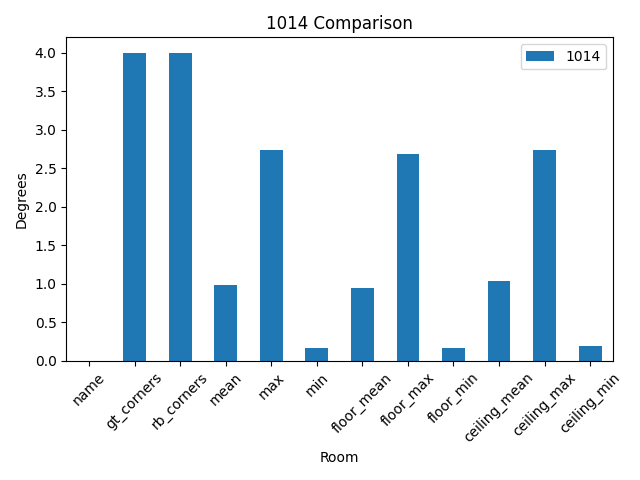 1014 Comparison
1014
Degrees
4.0
3.5
3.0
2.5
2.0
1.5
1.0
0.5
0.0
name
gt_corners
rb_corners
mean
max
min
floor_mean
floor_max
floor_min
ceiling_mean
ceiling_max
ceiling_min
Room